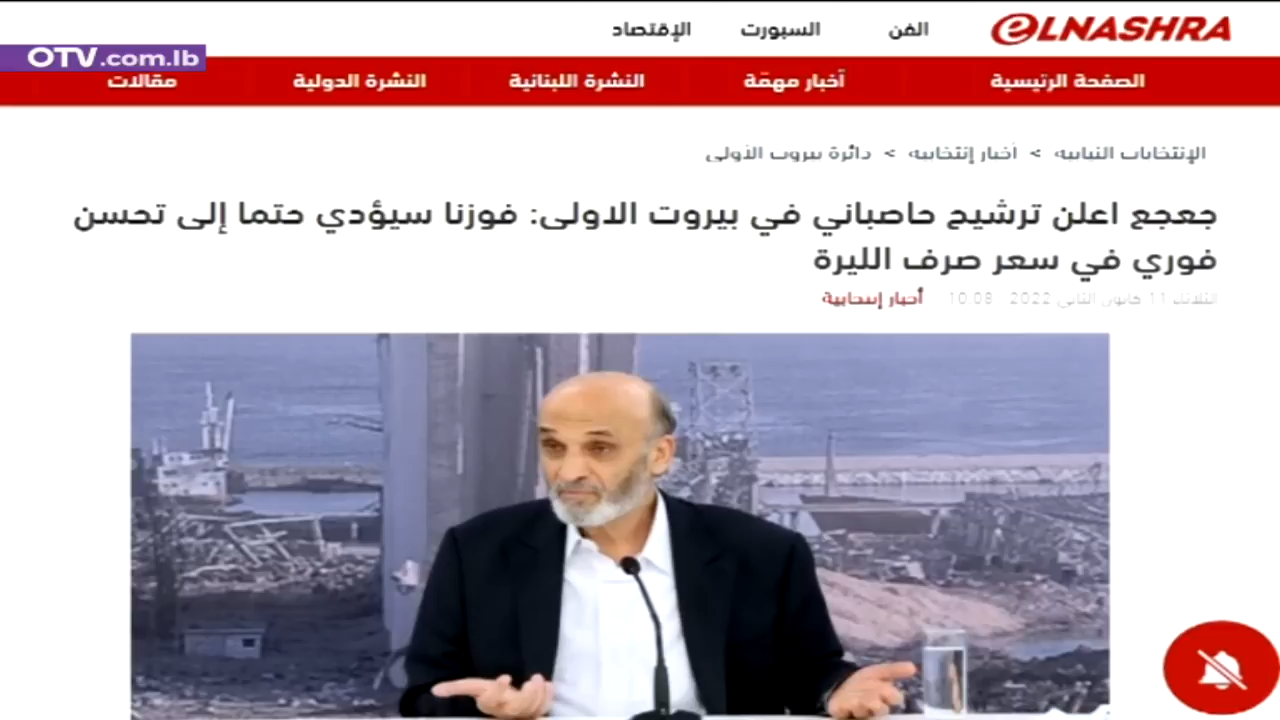 ELNASHRA
الفن السبورت الإقتصاد
OTV.com.lb
الصفحة الرئيسية آخبار مهمّة النشرة اللبنانية النشرة الدولية مقالات
الإنتخابات النيابية > أخبار إنتخابية > دائرة بيروت الأولى
جعجع اعلن ترشيح حاصباني في بيروت الاولى: فوزنا سيؤدي حتما إلى تحسن
فوري في سعر صرف الليرة
الثلاثاء 11 كانون الثاني 2022 10:08 أخبار إنتخابية